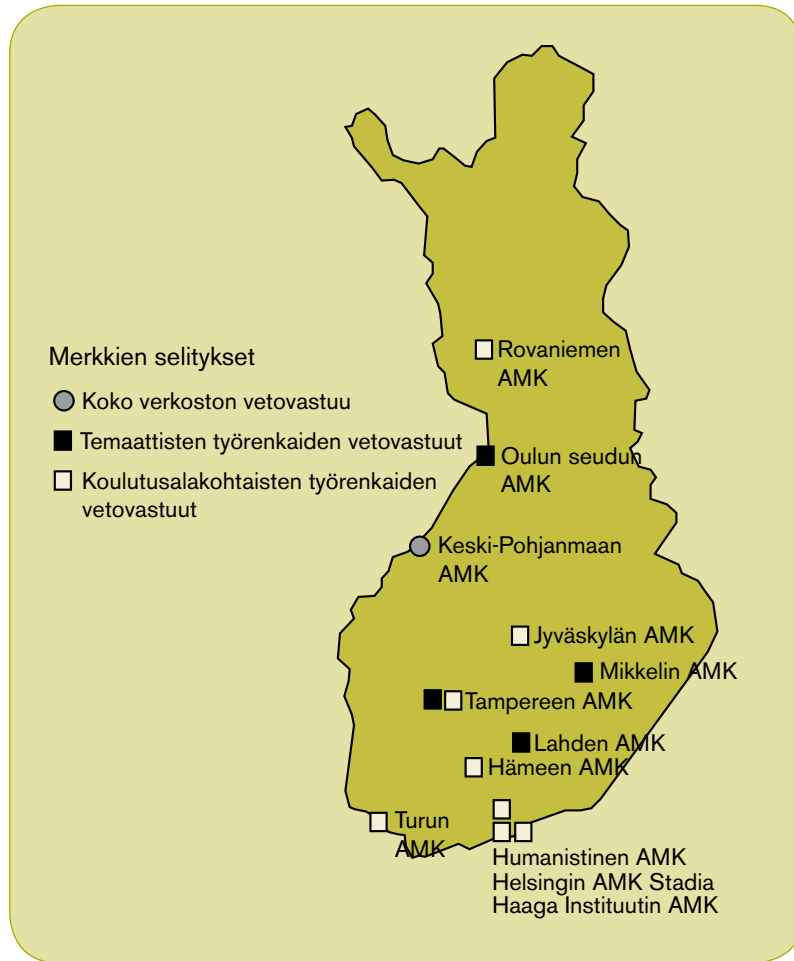 Merkkien selitykset
Koko verkoston vetovastuu
Temaattisten työrenkaiden vetovastuut
Koulutusalakohtaisten työrenkaiden
vetovastuut
Rovaniemen
AMK
Oulun seudun
AMK
Keski-Pohjanmaan
AMK
Jyväskylän AMK
Mikkelin AMK
Tampereen AMK
Lahden AMK
Hämeen AMK
Turun
AMK
Humanistinen AMK
Helsingin AMK Stadia
Haaga Instituutin AMK